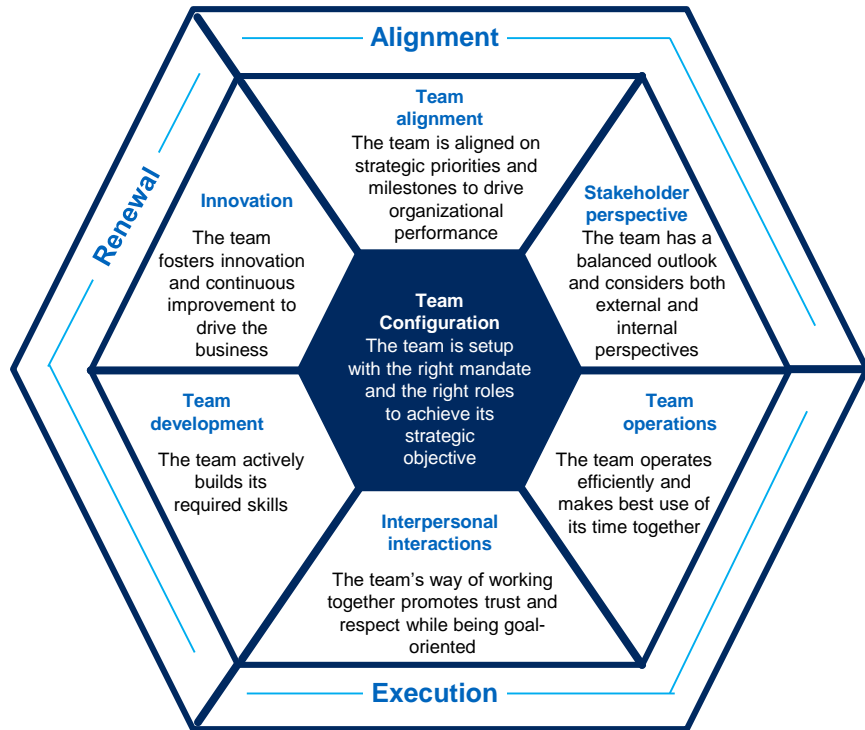 Alignment
Renewal
Team
alignment
The team is aligned on
strategic priorities and
milestones to drive
organizational
performance
Innovation
The team
fosters innovation
and continuous
improvement to
drive the
business
Stakeholder
perspective
The team has a
balanced outlook
and considers both
external and
internal
perspectives
Team
Configuration
The team is setup
with the right mandate
and the right roles
to achieve its
strategic
objective
Team
development
The team actively
builds its
required skills
Team
operations
The team operates
efficiently and
makes best use of
its time together
Interpersonal
interactions
The team’s way of working
together promotes trust and
respect while being goal-
oriented
Execution